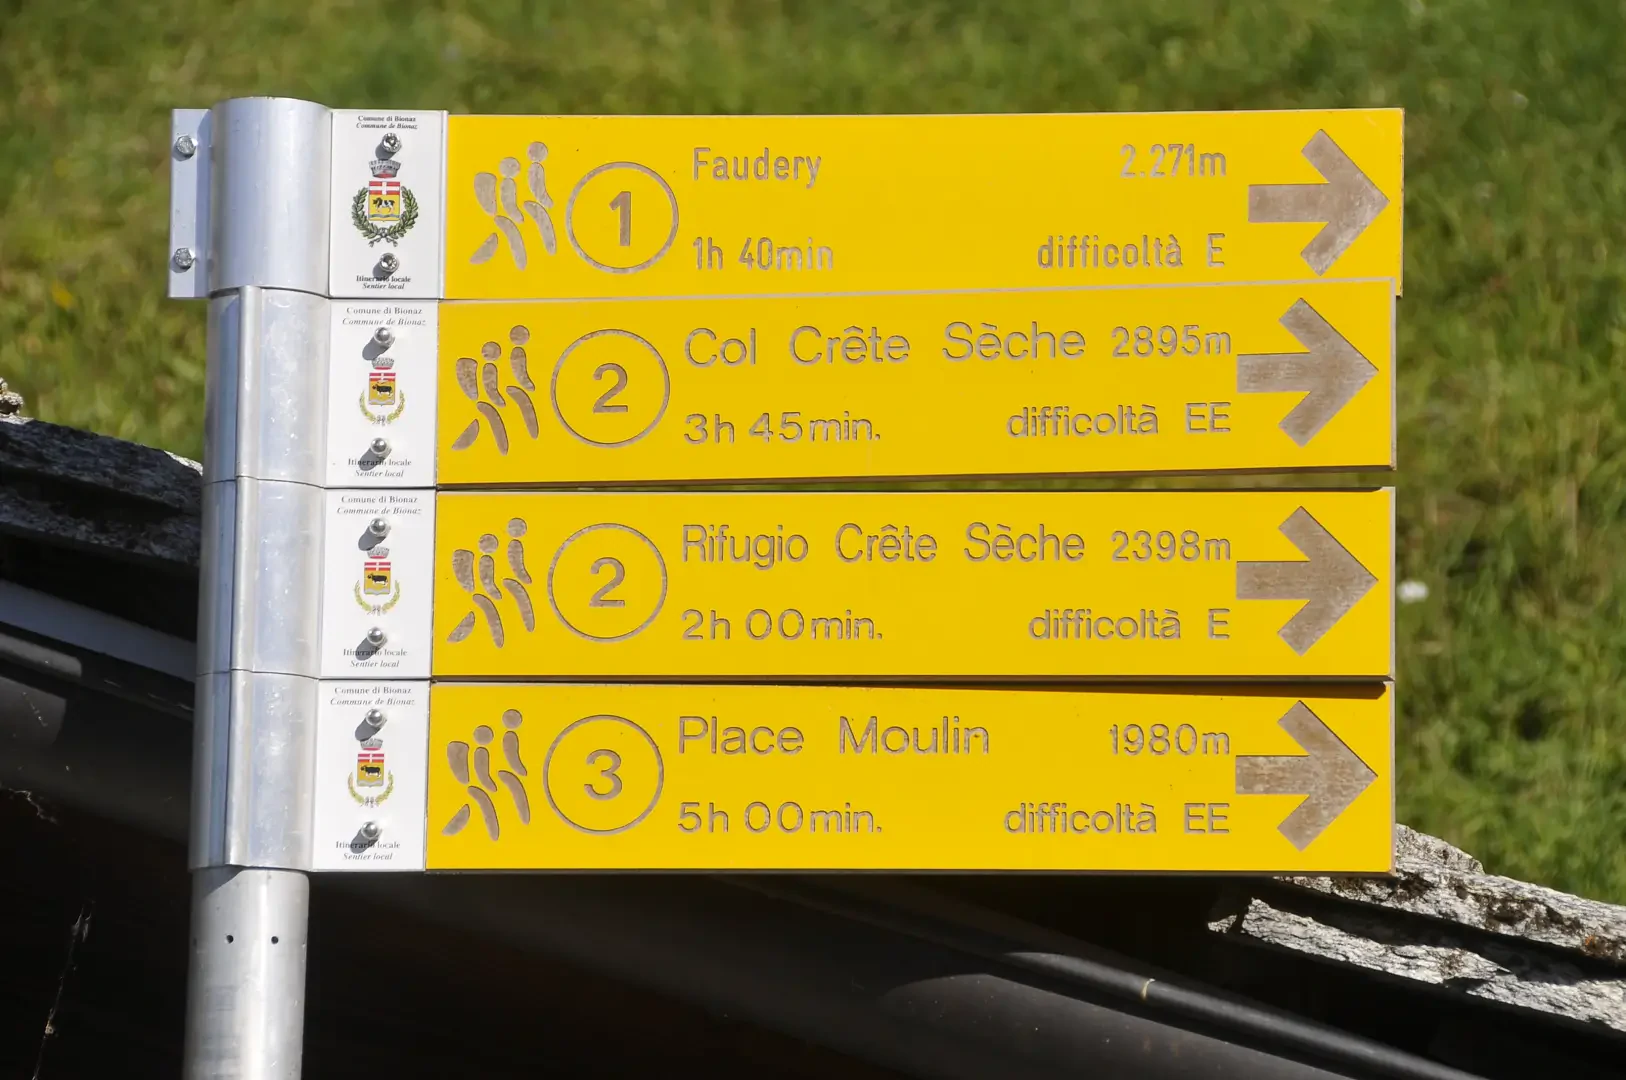 Comune di Bionaz
Commune de Bionaz
Itinerario locale
Sentier local
1
Faudery 2.271m
1h 40min difficoltà E
Comune di Bionaz
Commune de Bionaz
Itinerario locale
Sentier local
2
Col Crête Sèche 2895m
3h 45min. difficoltà EE
Comune di Bionaz
Commune de Bionaz
Itinerario locale
Sentier local
2
Rifugio Crête Sèche 2398m
2h 00min. difficoltà E
Comune di Bionaz
Commune de Bionaz
Itinerario locale
Sentier local
3
Place Moulin 1980m
5h 00min. difficoltà EE